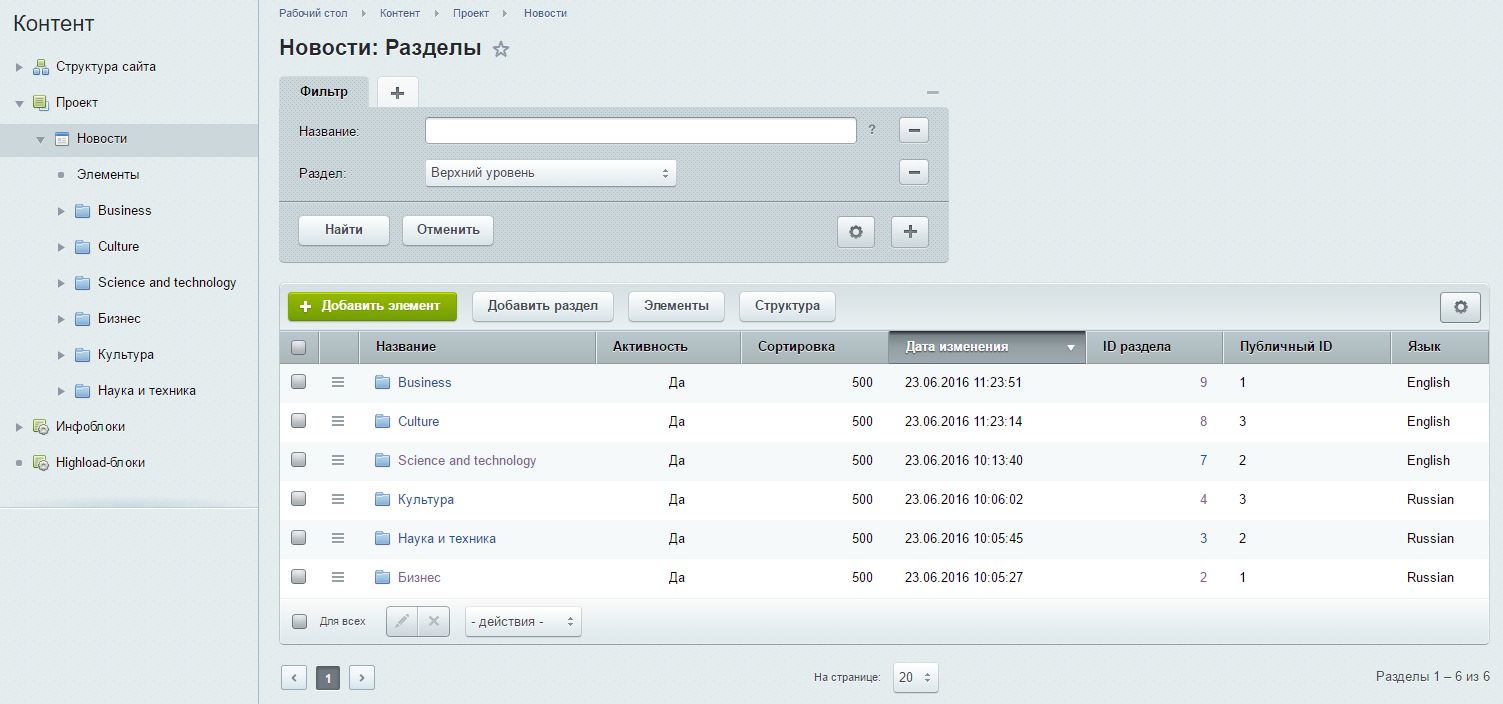 Контент
Структура сайта
Проект
Новости
Элементы
Business
Culture
Science and technology
Бизнес
Культура
Наука и техника
Инфоблоки
Highload-блоки
Рабочий стол Контент Проект Новости
Новости: Разделы
Фильтр +
Название: ?
Раздел: Верхний уровень
Найти Отменить
+ Добавить элемент Добавить раздел Элементы Структура
Название Активность Сортировка Дата изменения ID раздела Публичный ID Язык
Business Да 500 23.06.2016 11:23:51 9 1 English
Culture Да 500 23.06.2016 11:23:14 8 3 English
Science and technology Да 500 23.06.2016 10:13:40 7 2 English
Культура Да 500 23.06.2016 10:06:02 4 3 Russian
Наука и техника Да 500 23.06.2016 10:05:45 3 2 Russian
Бизнес Да 500 23.06.2016 10:05:27 2 1 Russian
Для всех - действия -
1 На странице: 20 Разделы 1 – 6 из 6